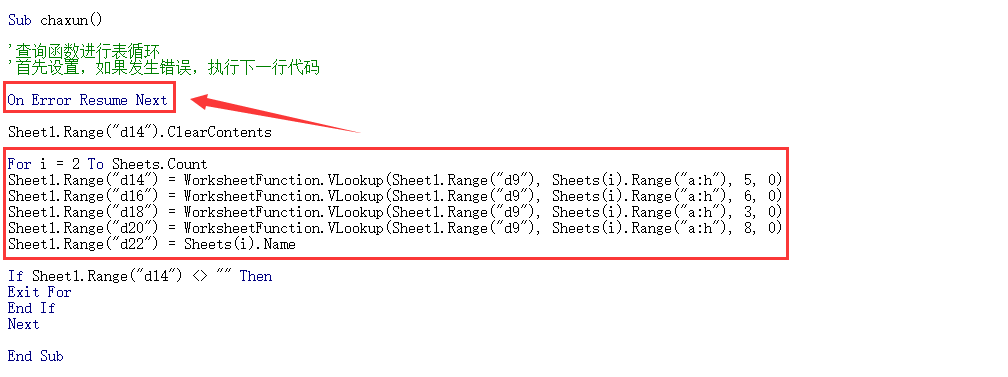 Sub chaxun()
'查询函数进行表循环
'首先设置，如果发生错误，执行下一行代码
On Error Resume Next
Sheet1.Range("d14").ClearContents
For i = 2 To Sheets.Count
Sheet1.Range("d14") = WorksheetFunction.VLookup(Sheet1.Range("d9"), Sheets(i).Range("a:h"), 5, 0)
Sheet1.Range("d16") = WorksheetFunction.VLookup(Sheet1.Range("d9"), Sheets(i).Range("a:h"), 6, 0)
Sheet1.Range("d18") = WorksheetFunction.VLookup(Sheet1.Range("d9"), Sheets(i).Range("a:h"), 3, 0)
Sheet1.Range("d20") = WorksheetFunction.VLookup(Sheet1.Range("d9"), Sheets(i).Range("a:h"), 8, 0)
Sheet1.Range("d22") = Sheets(i).Name
If Sheet1.Range("d14") <> "" Then
Exit For
End If
Next
End Sub